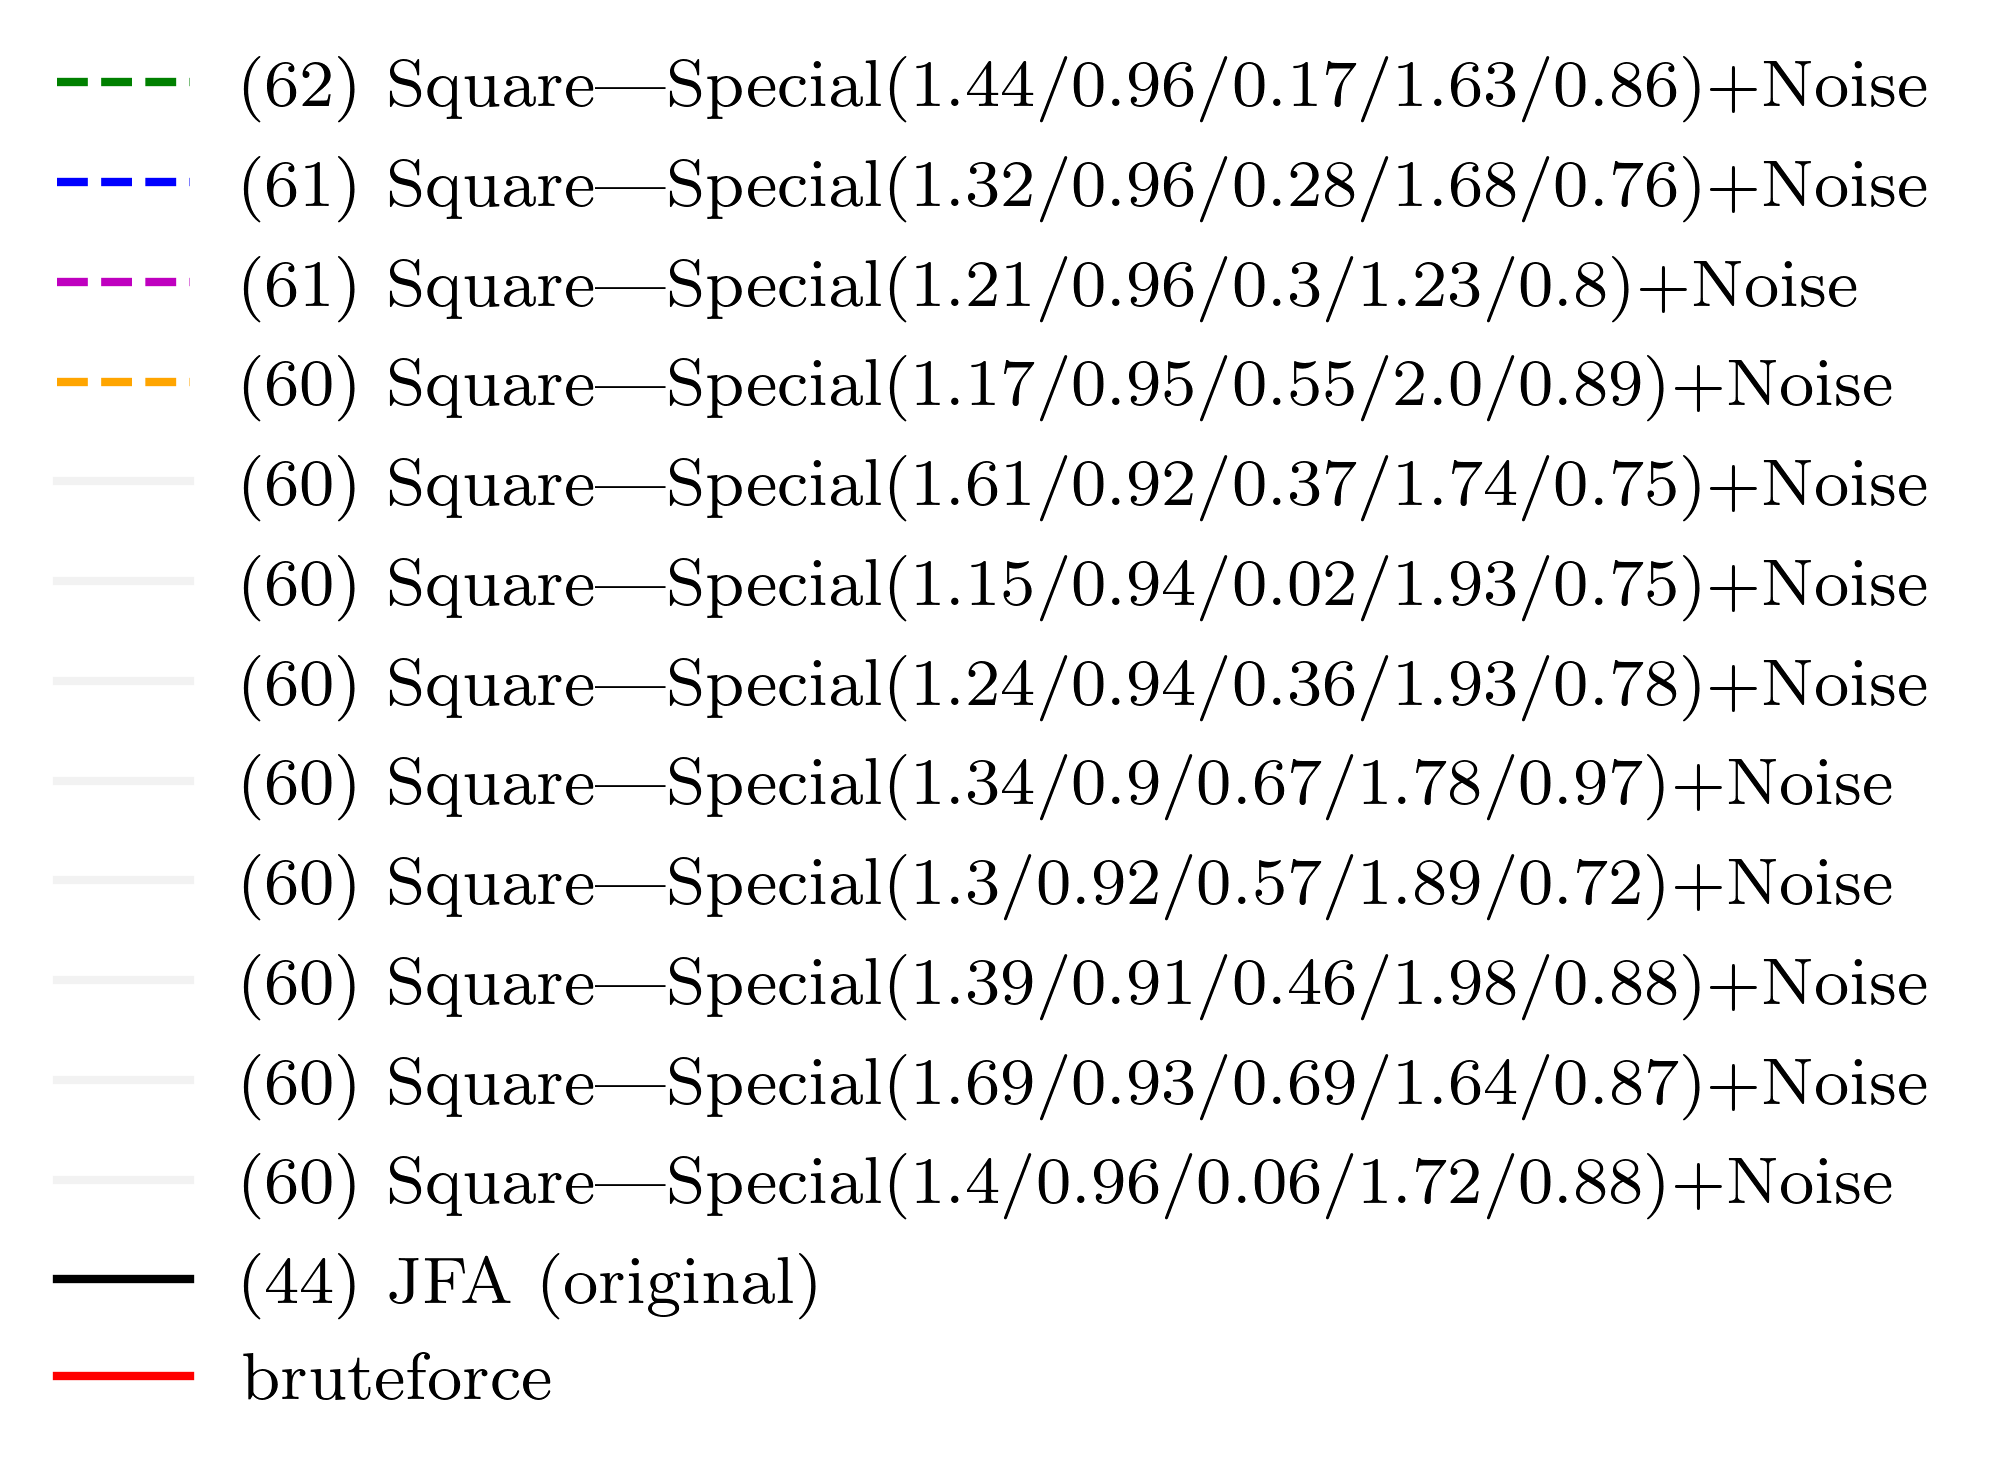 (62) Square—Special(1.44/0.96/0.17/1.63/0.86)+Noise
(61) Square—Special(1.32/0.96/0.28/1.68/0.76)+Noise
(61) Square—Special(1.21/0.96/0.3/1.23/0.8)+Noise
(60) Square—Special(1.17/0.95/0.55/2.0/0.89)+Noise
(60) Square—Special(1.61/0.92/0.37/1.74/0.75)+Noise
(60) Square—Special(1.15/0.94/0.02/1.93/0.75)+Noise
(60) Square—Special(1.24/0.94/0.36/1.93/0.78)+Noise
(60) Square—Special(1.34/0.9/0.67/1.78/0.97)+Noise
(60) Square—Special(1.3/0.92/0.57/1.89/0.72)+Noise
(60) Square—Special(1.39/0.91/0.46/1.98/0.88)+Noise
(60) Square—Special(1.69/0.93/0.69/1.64/0.87)+Noise
(60) Square—Special(1.4/0.96/0.06/1.72/0.88)+Noise
(44) JFA (original)
bruteforce